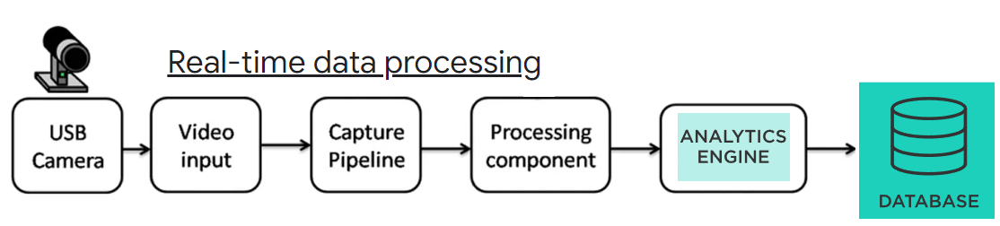 Real-time data processing
USB
Camera
Video
input
Capture
Pipeline
Processing
component
ANALYTICS
ENGINE
DATABASE